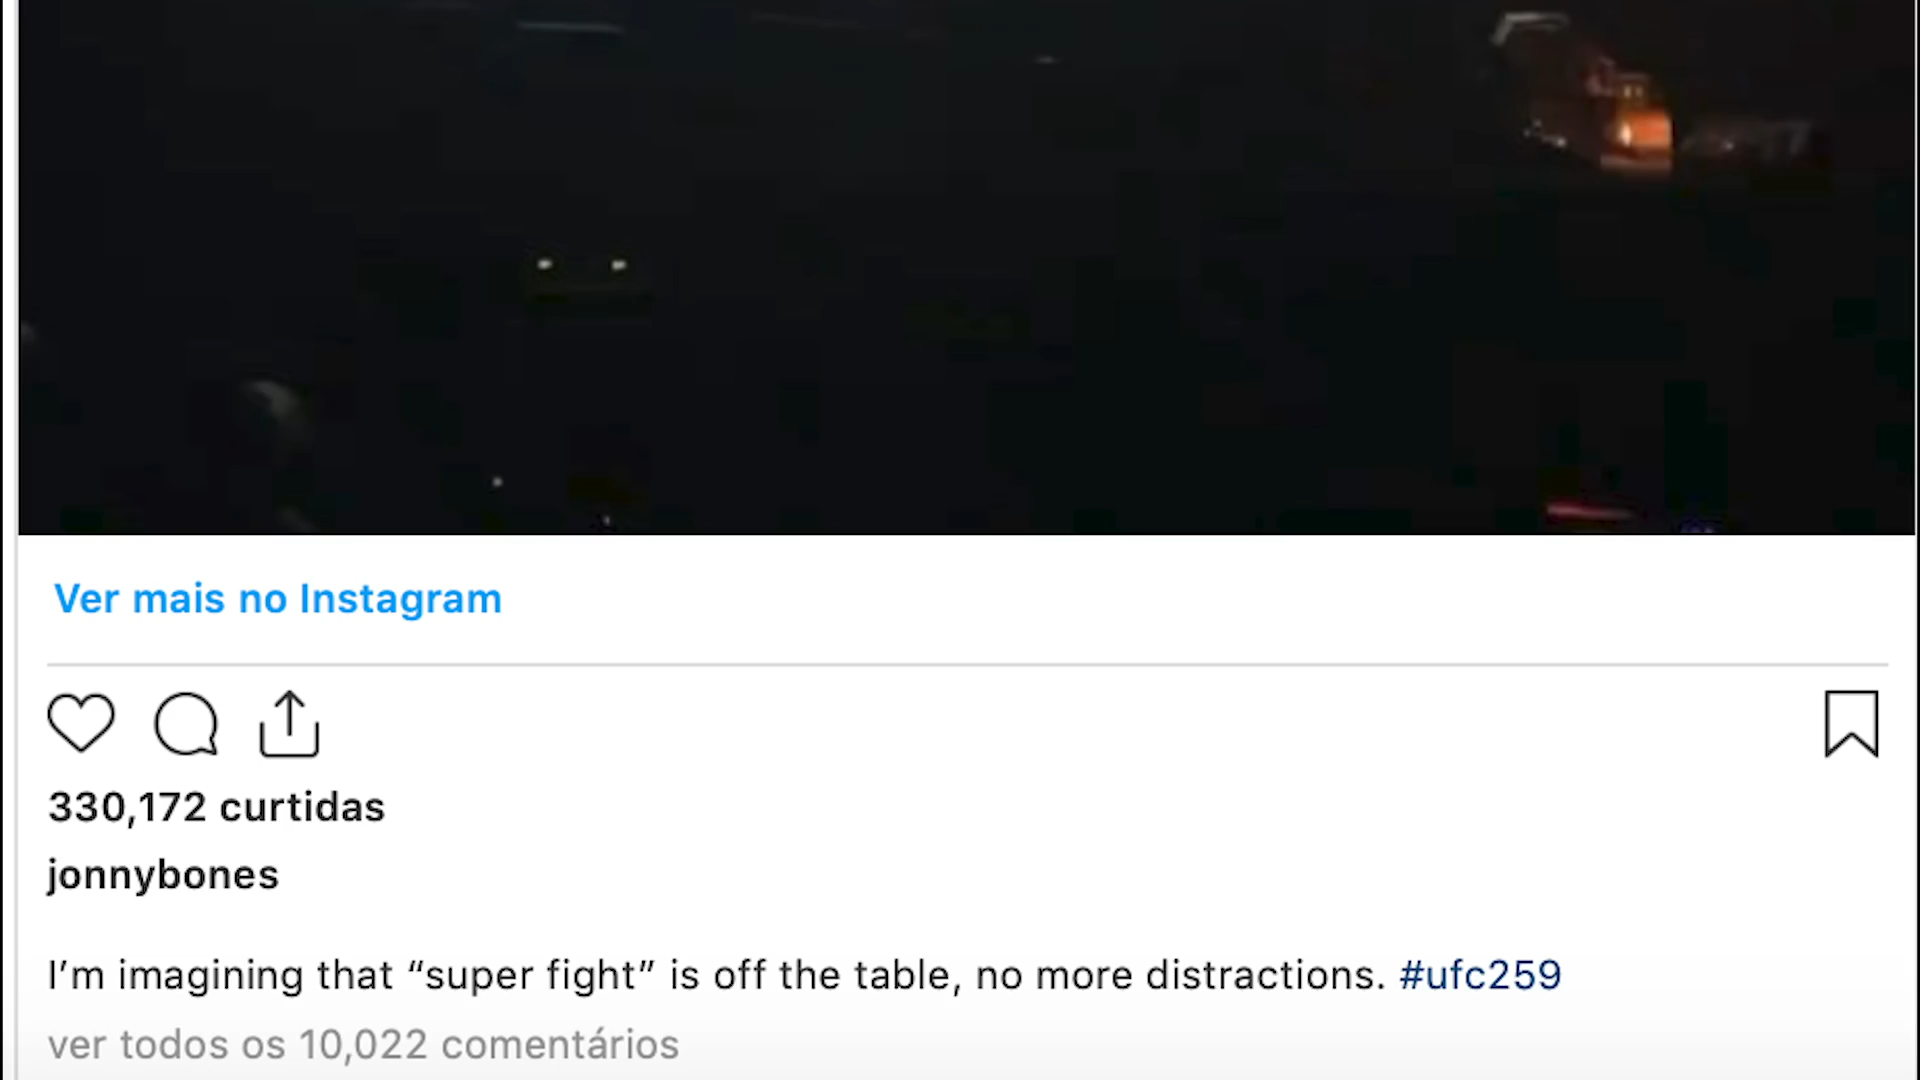 Ver mais no Instagram
330,172 curtidas
jonnybones
I’m imagining that “super fight” is off the table, no more distractions. #ufc259
ver todos os 10,022 comentários